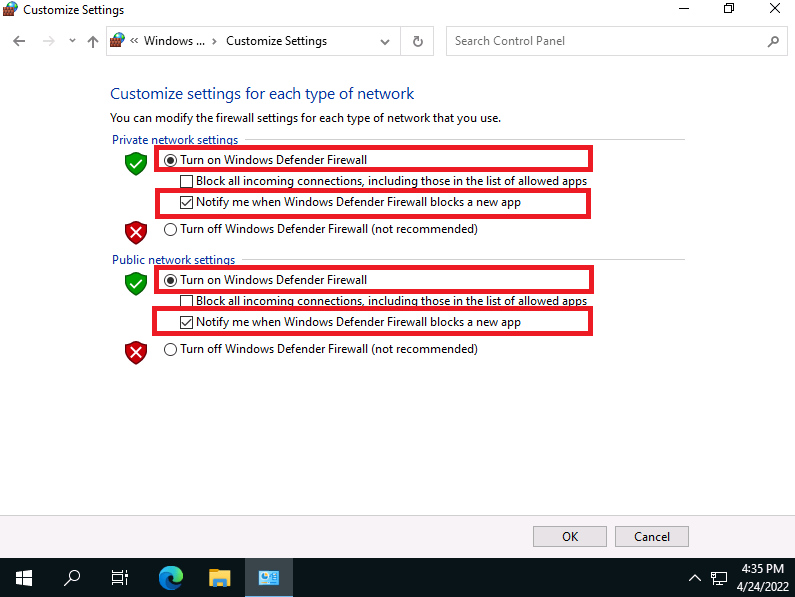 Customize Settings
« Windows ... › Customize Settings
Search Control Panel
Customize settings for each type of network
You can modify the firewall settings for each type of network that you use.
Private network settings
Turn on Windows Defender Firewall
Block all incoming connections, including those in the list of allowed apps
Notify me when Windows Defender Firewall blocks a new app
Turn off Windows Defender Firewall (not recommended)
Public network settings
Turn on Windows Defender Firewall
Block all incoming connections, including those in the list of allowed apps
Notify me when Windows Defender Firewall blocks a new app
Turn off Windows Defender Firewall (not recommended)
OK Cancel
4:35 PM
4/24/2022